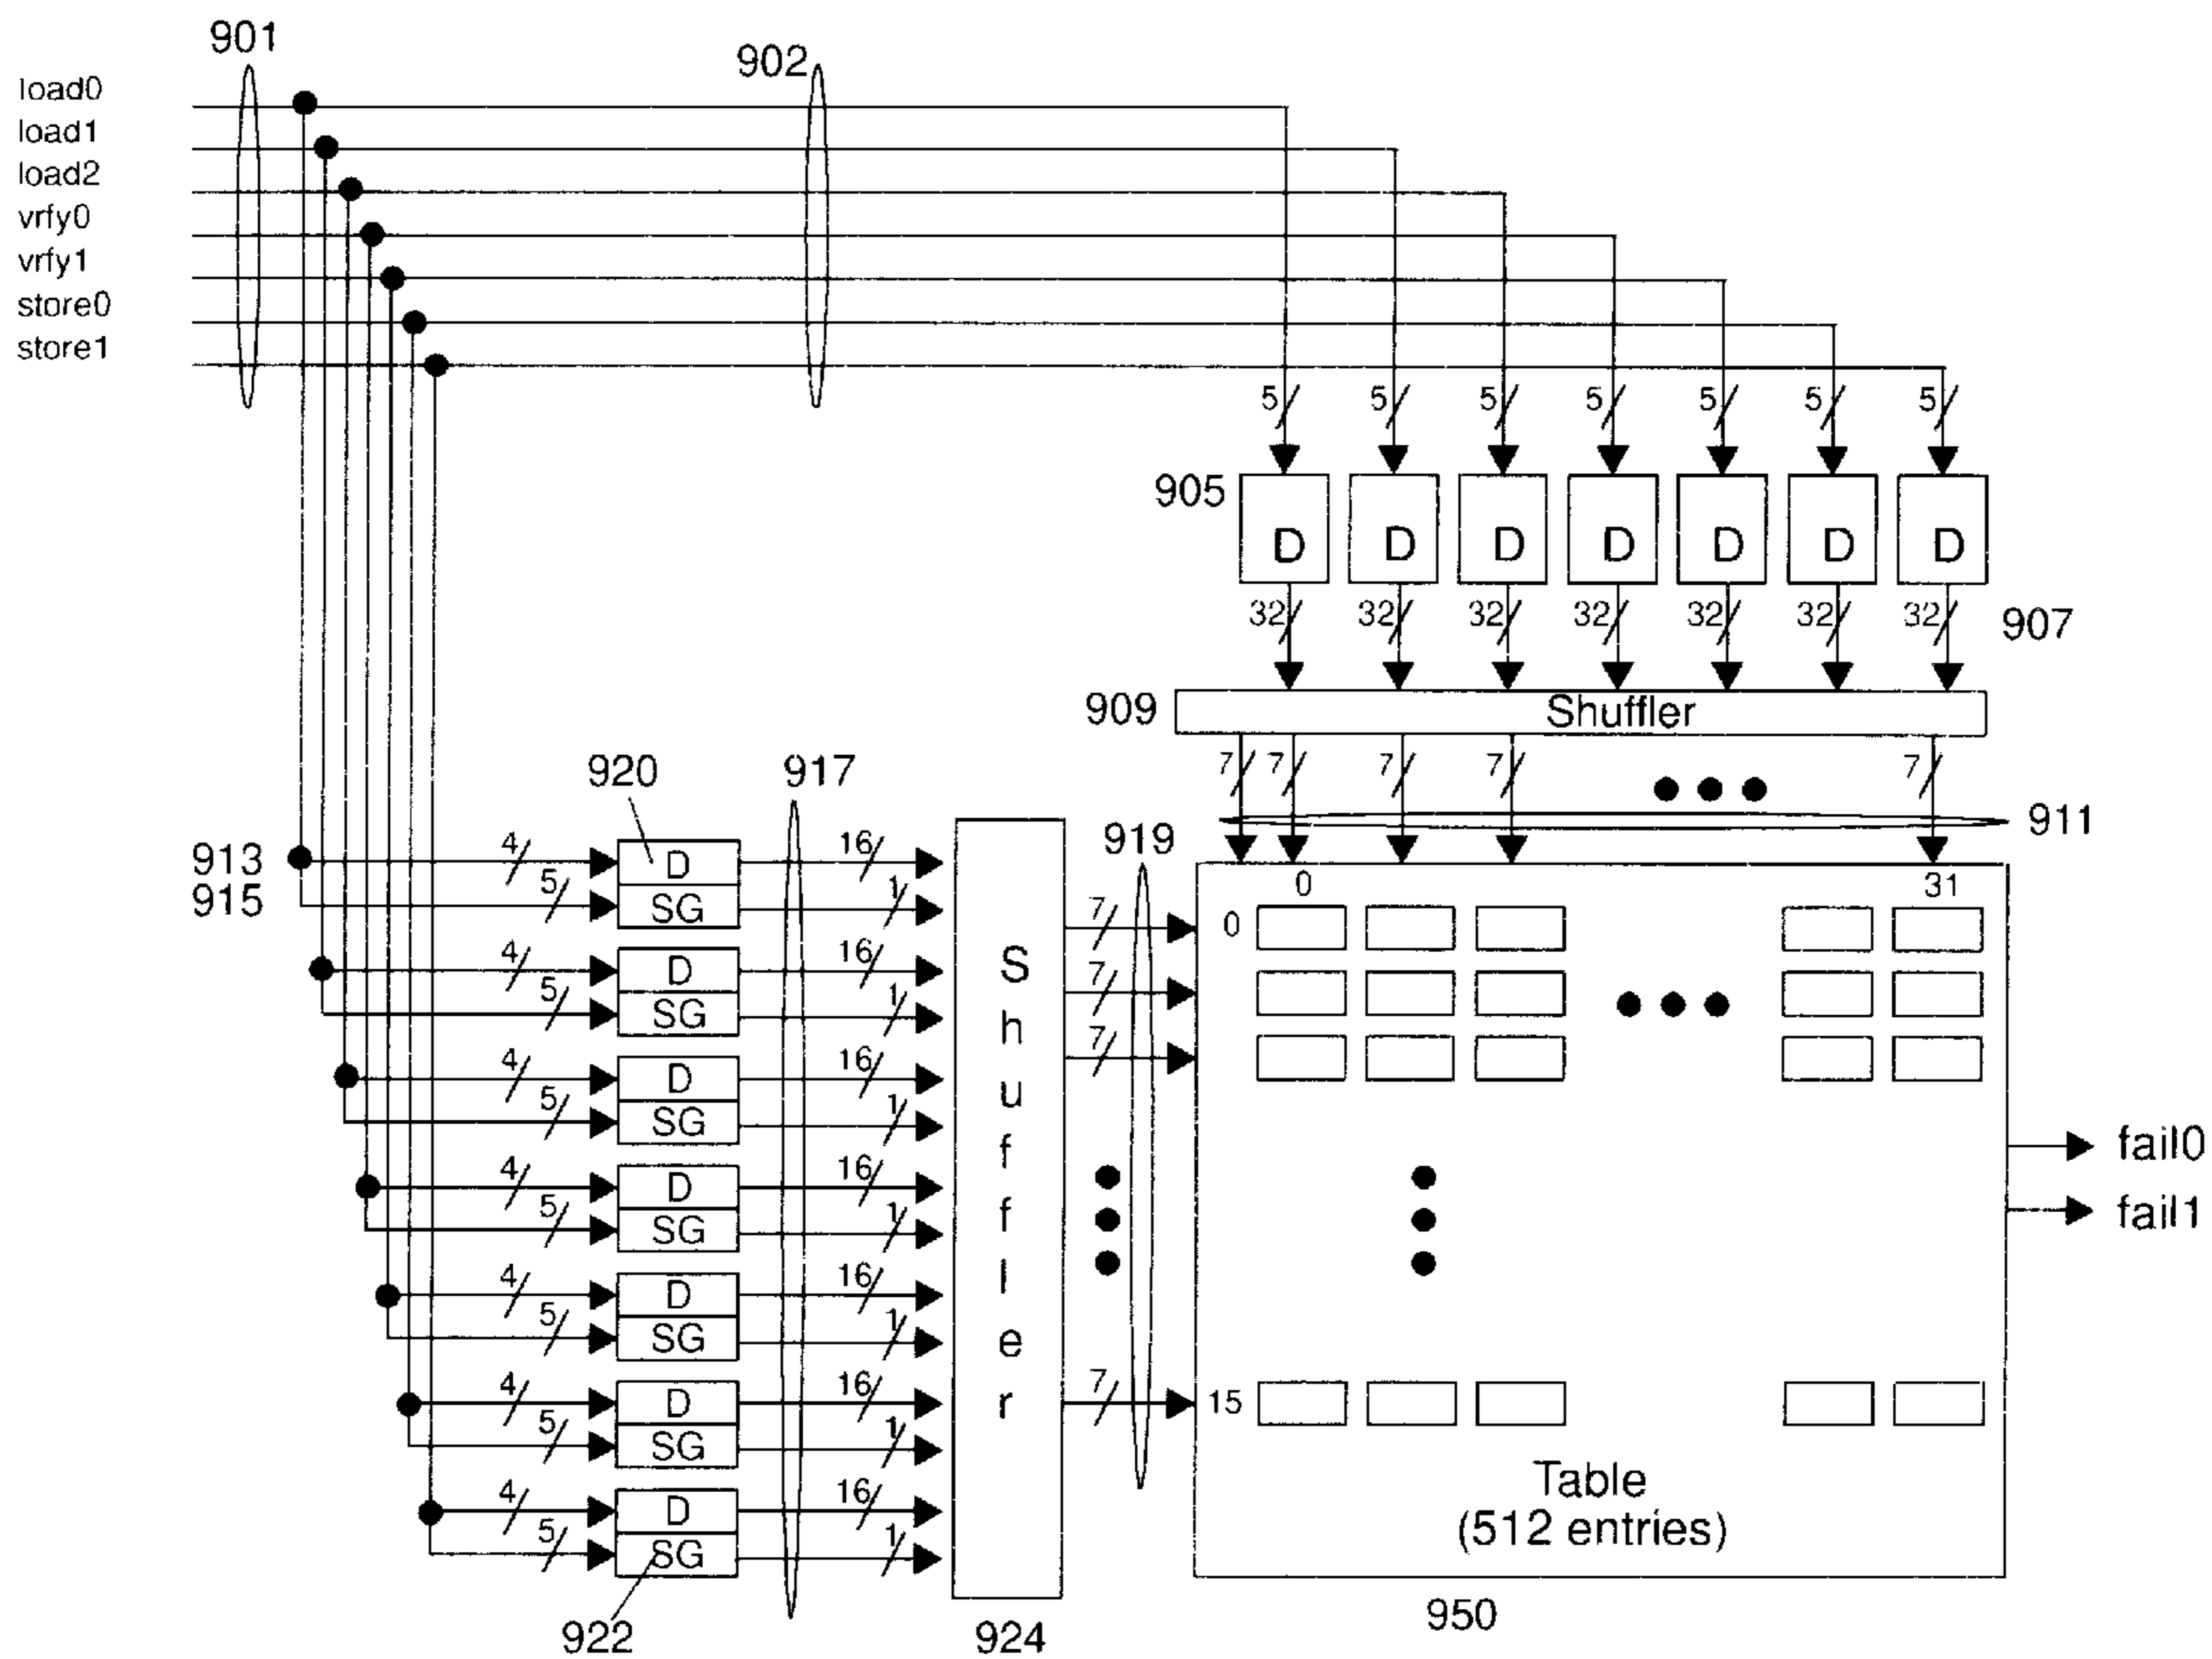 901
902
load0
load1
load2
vrfy0
vrfy1
store0
store1
5 5 5 5 5 5 5
905
D D D D D D D
32 32 32 32 32 32 32
907
909
Shuffler
7 7 7 7 7
911
920
917
919
913
915
4 D 16
5 SG 1
4 D 16
5 SG 1
4 D 16
5 SG 1
4 D 16
5 SG 1
4 D 16
5 SG 1
4 D 16
5 SG 1
4 D 16
5 SG 1
922
Shuffler
924
7
7
7
7
0 31
0
15
fail0
fail1
Table
(512 entries)
950